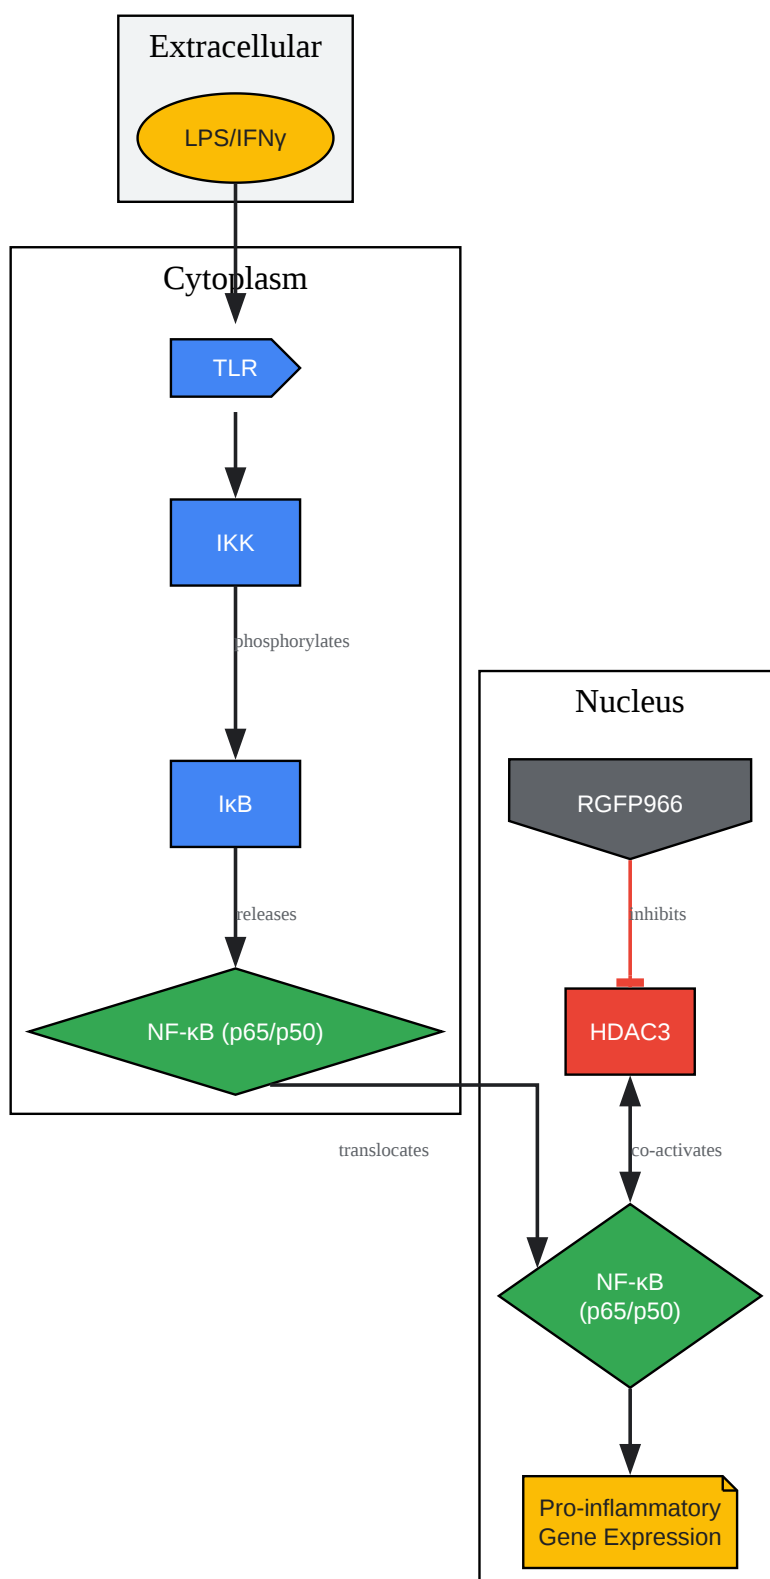 Extracellular
LPS/IFNγ
Cytoplasm
TLR
IKK
phosphorylates
IκB
releases
NF-κB (p65/p50)
translocates
Nucleus
RGFP966
inhibits
HDAC3
co-activates
NF-κB
(p65/p50)
Pro-inflammatory
Gene Expression